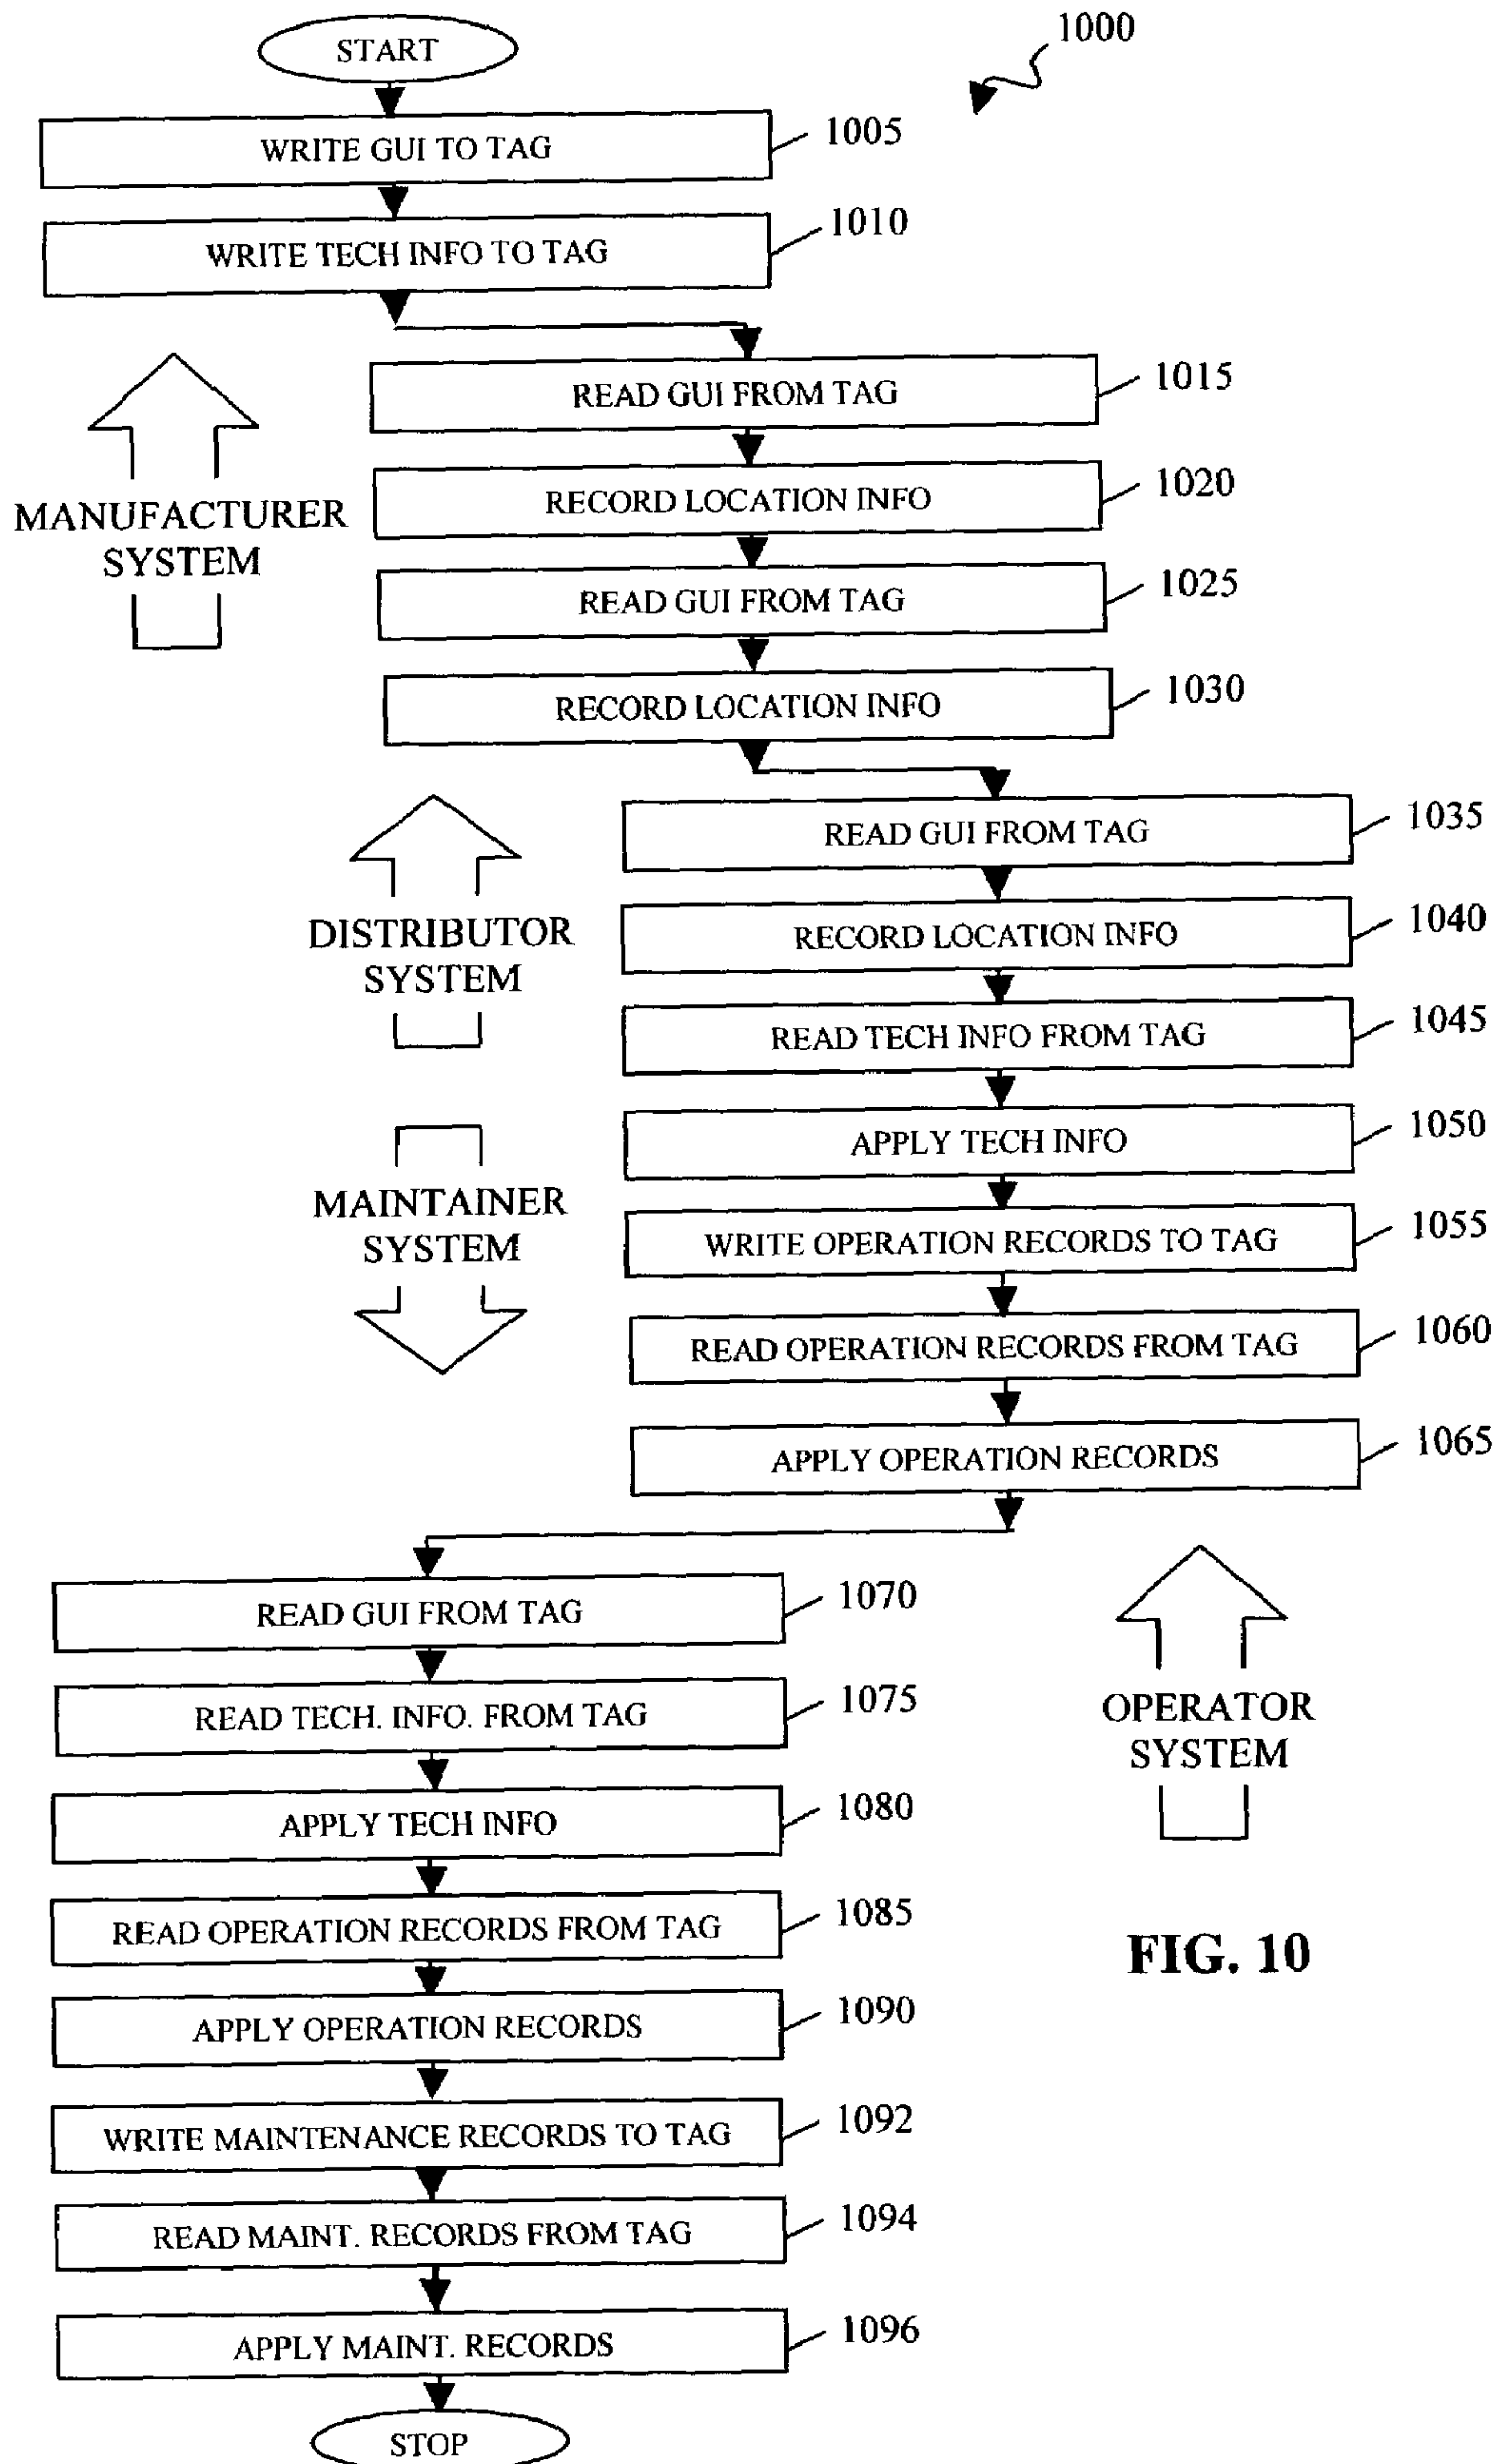 START
1000
WRITE GUI TO TAG
1005
WRITE TECH INFO TO TAG
1010
READ GUI FROM TAG
1015
RECORD LOCATION INFO
1020
MANUFACTURER
SYSTEM
READ GUI FROM TAG
1025
RECORD LOCATION INFO
1030
READ GUI FROM TAG
1035
RECORD LOCATION INFO
1040
DISTRIBUTOR
SYSTEM
READ TECH INFO FROM TAG
1045
APPLY TECH INFO
1050
MAINTAINER
SYSTEM
WRITE OPERATION RECORDS TO TAG
1055
READ OPERATION RECORDS FROM TAG
1060
APPLY OPERATION RECORDS
1065
READ GUI FROM TAG
1070
READ TECH. INFO. FROM TAG
1075
OPERATOR
SYSTEM
APPLY TECH INFO
1080
READ OPERATION RECORDS FROM TAG
1085
FIG. 10
APPLY OPERATION RECORDS
1090
WRITE MAINTENANCE RECORDS TO TAG
1092
READ MAINT. RECORDS FROM TAG
1094
APPLY MAINT. RECORDS
1096
STOP